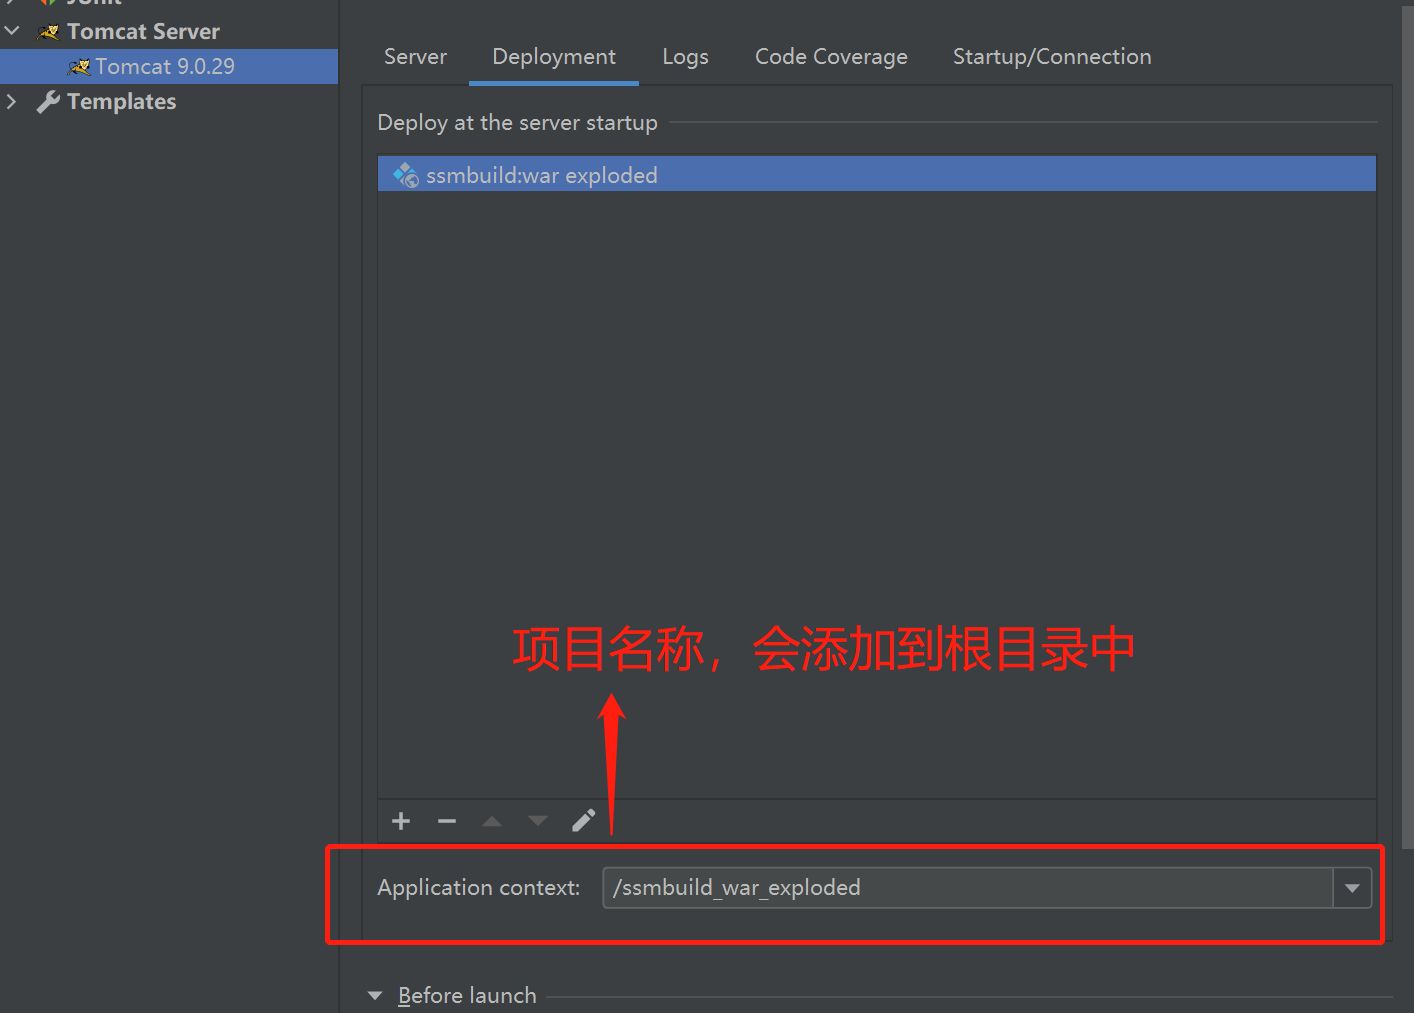 JUnit
Tomcat Server
Tomcat 9.0.29
Templates
Server Deployment Logs Code Coverage Startup/Connection
Deploy at the server startup
ssmbuild:war exploded
项目名称，会添加到根目录中
Application context: /ssmbuild_war_exploded
Before launch